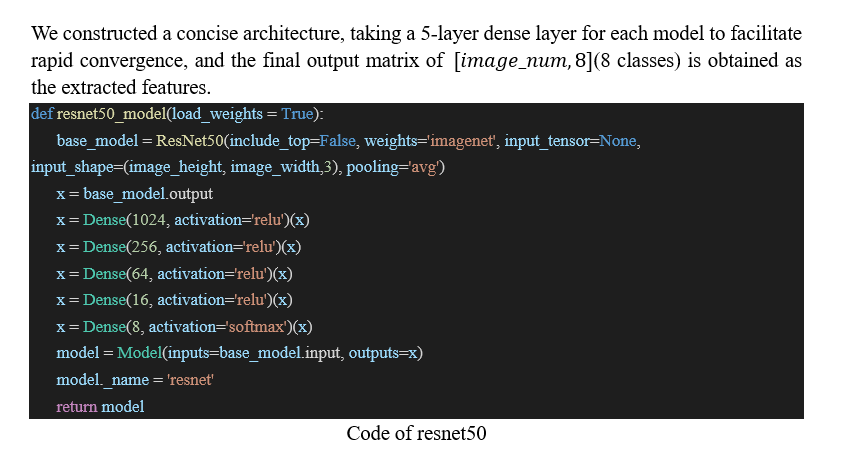 We constructed a concise architecture, taking a 5-layer dense layer for each model to facilitate
rapid convergence, and the final output matrix of [image_num, 8](8 classes) is obtained as
the extracted features.
def resnet50_model(load_weights = True):
base_model = ResNet50(include_top=False, weights='imagenet', input_tensor=None,
input_shape=(image_height, image_width,3), pooling='avg')
x = base_model.output
x = Dense(1024, activation='relu')(x)
x = Dense(256, activation='relu')(x)
x = Dense(64, activation='relu')(x)
x = Dense(16, activation='relu')(x)
x = Dense(8, activation='softmax')(x)
model = Model(inputs=base_model.input, outputs=x)
model._name = 'resnet'
return model
Code of resnet50